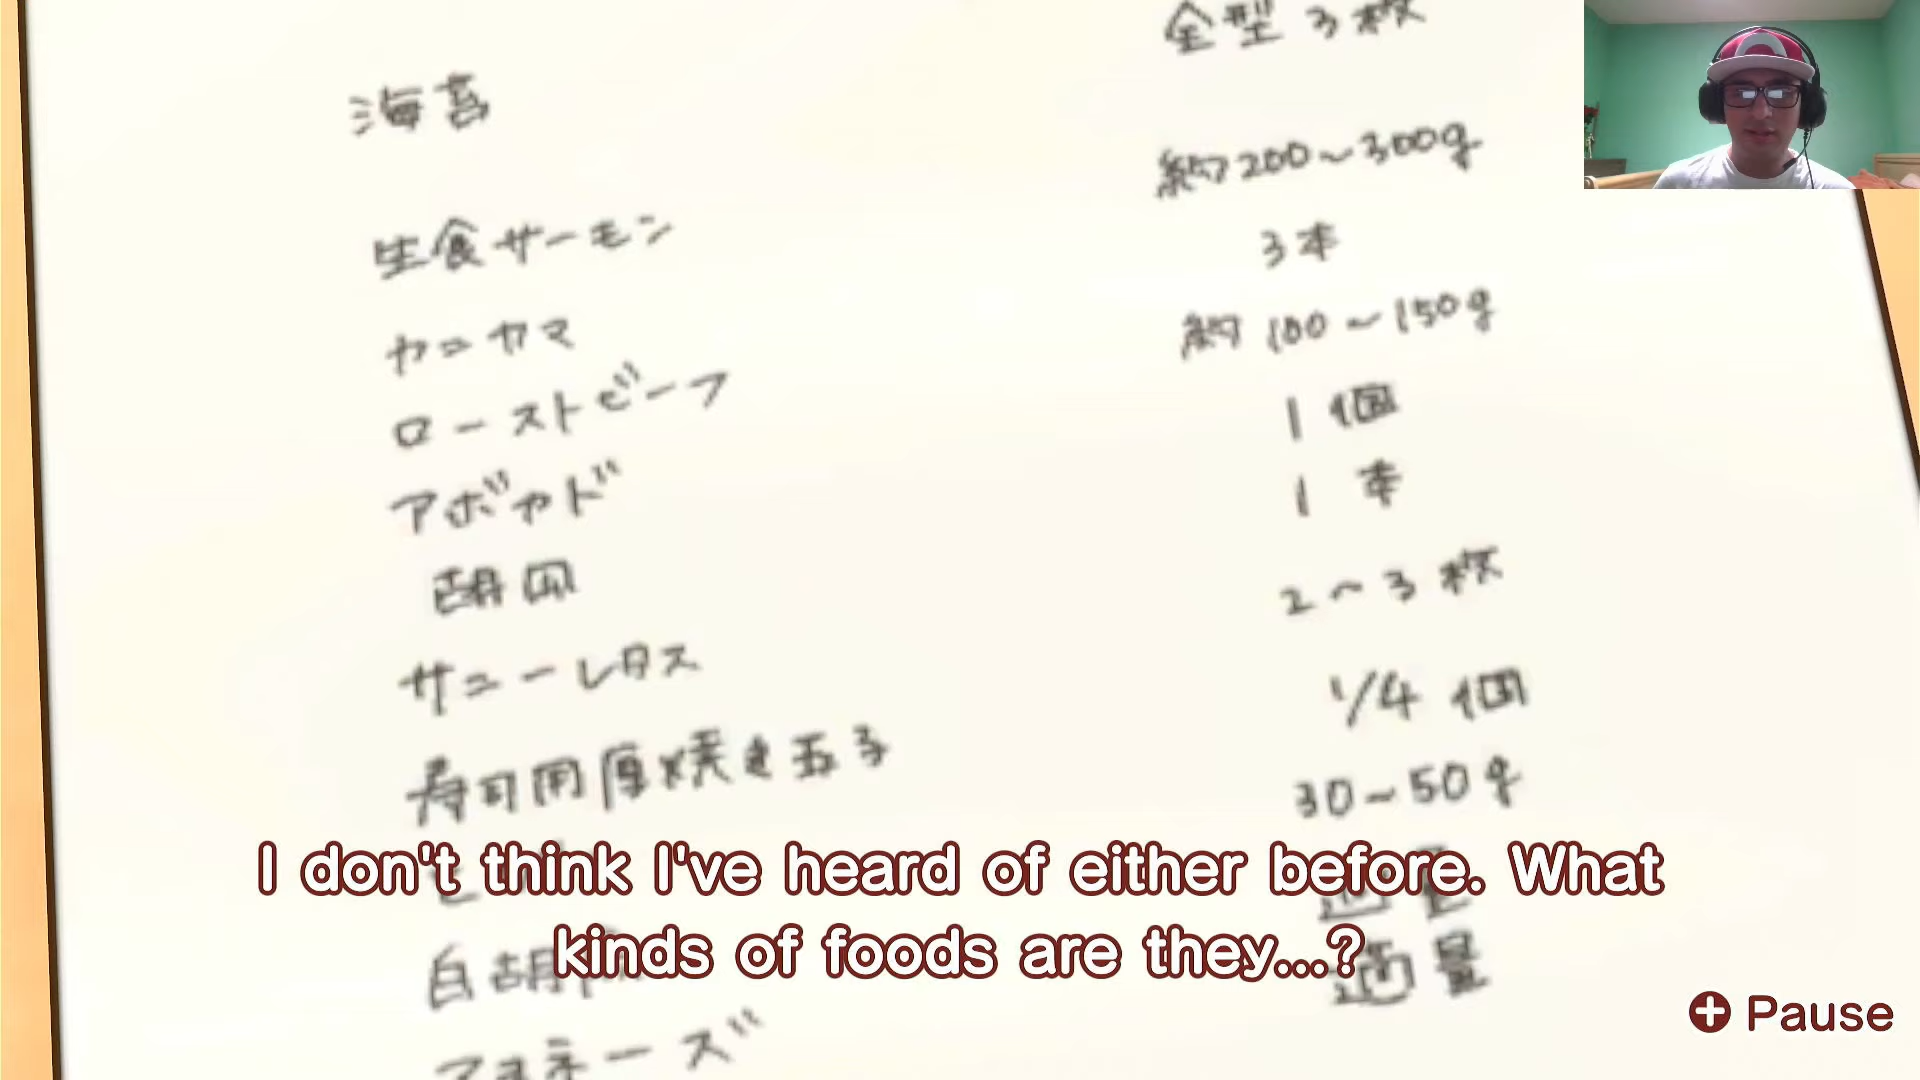 全型3枚
海苔
約200~300g
生食サーモン
3本
カニカマ
約100~150g
ローストビーフ
1個
アボカド
1本
胡瓜
2~3枚
サニーレタス
1/4個
寿司用厚焼き玉子
30~50g
I don't think I've heard of either before. What
kinds of foods are they...?
白胡
適量
マヨネーズ
Pause